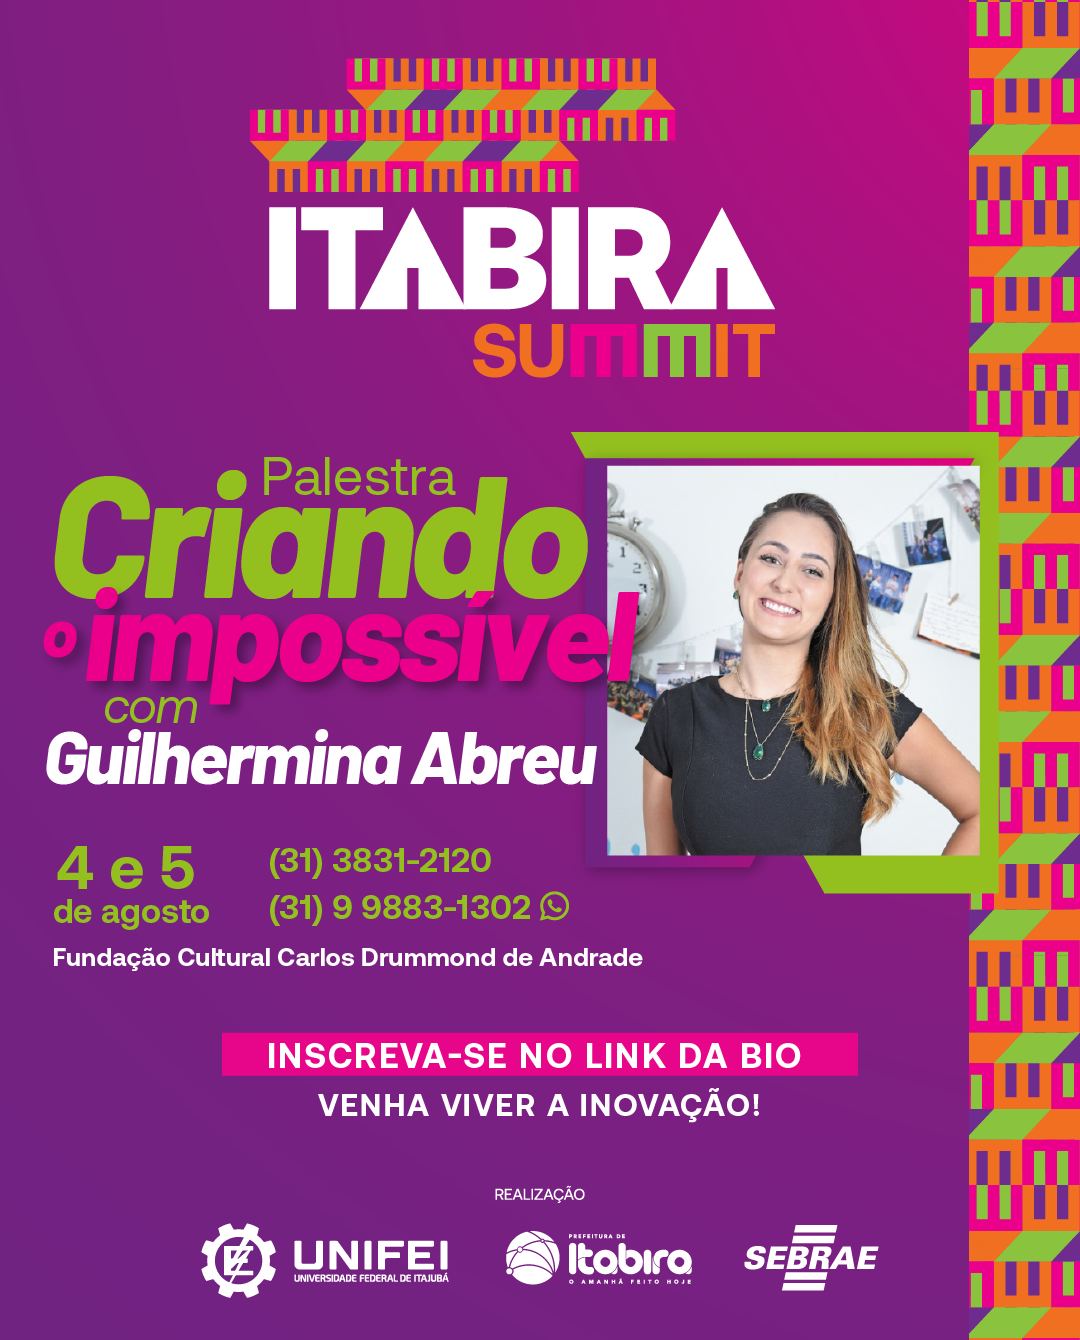 ITABIRA
SUMMIT
Palestra
Criando
o impossível
com
Guilhermina Abreu
4 e 5
de agosto
(31) 3831-2120
(31) 9 9883-1302
Fundação Cultural Carlos Drummond de Andrade
INSCREVA-SE NO LINK DA BIO
VENHA VIVER A INOVAÇÃO!
REALIZAÇÃO
UNIFEI
UNIVERSIDADE FEDERAL DE ITAJUBÁ
PREFEITURA DE
Itabira
O AMANHÃ FEITO HOJE
SEBRAE